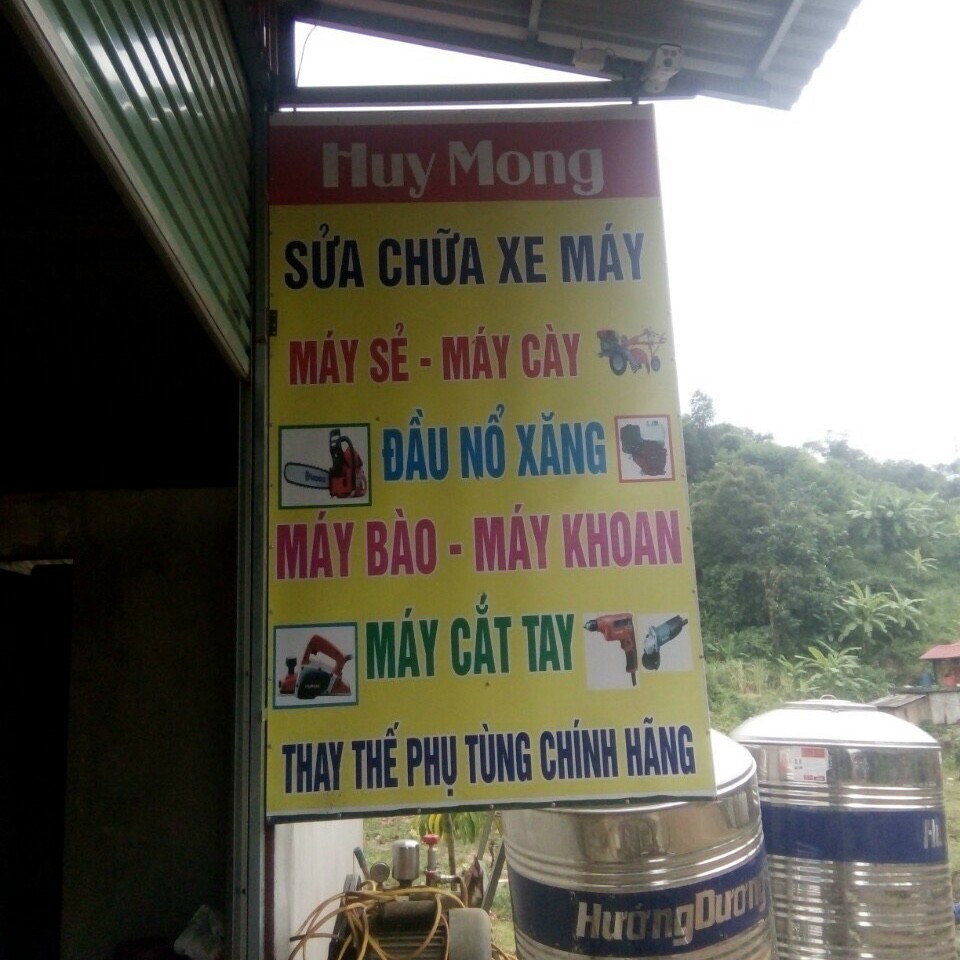 Huy Mong
SỬA CHỮA XE MÁY
MÁY SẺ - MÁY CÀY
ĐẦU NỔ XĂNG
MÁY BÀO - MÁY KHOAN
MÁY CẮT TAY
THAY THẾ PHỤ TÙNG CHÍNH HÃNG
HướngDương